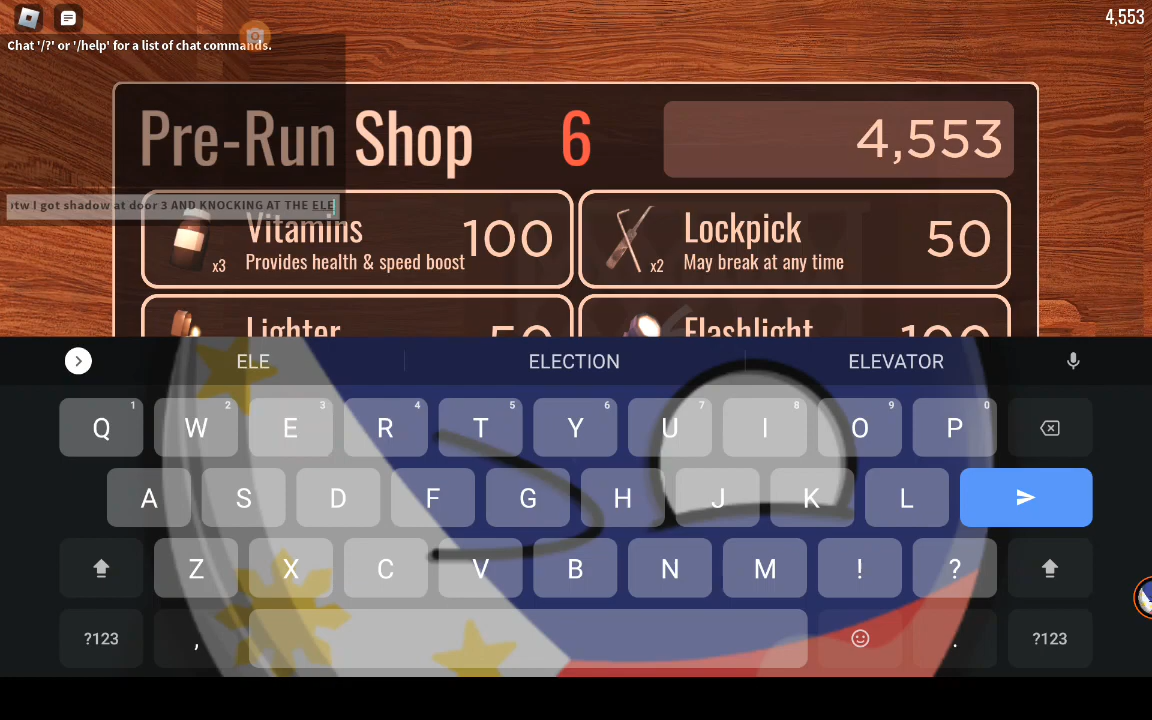 4,553
Chat '/?' or '/help' for a list of chat commands.
Pre-Run Shop 6 4,553
tw I got shadow at door 3 AND KNOCKING AT THE ELE
Vitamins 100
x3 Provides health & speed boost
Lockpick 50
x2 May break at any time
Lighter 50
Flashlight 100
ELE ELECTION ELEVATOR
Q 1 W 2 E 3 R 4 T 5 Y 6 U 7 I 8 O 9 P 0
A S D F G H J K L
Z X C V B N M ! ?
?123 , . ?123